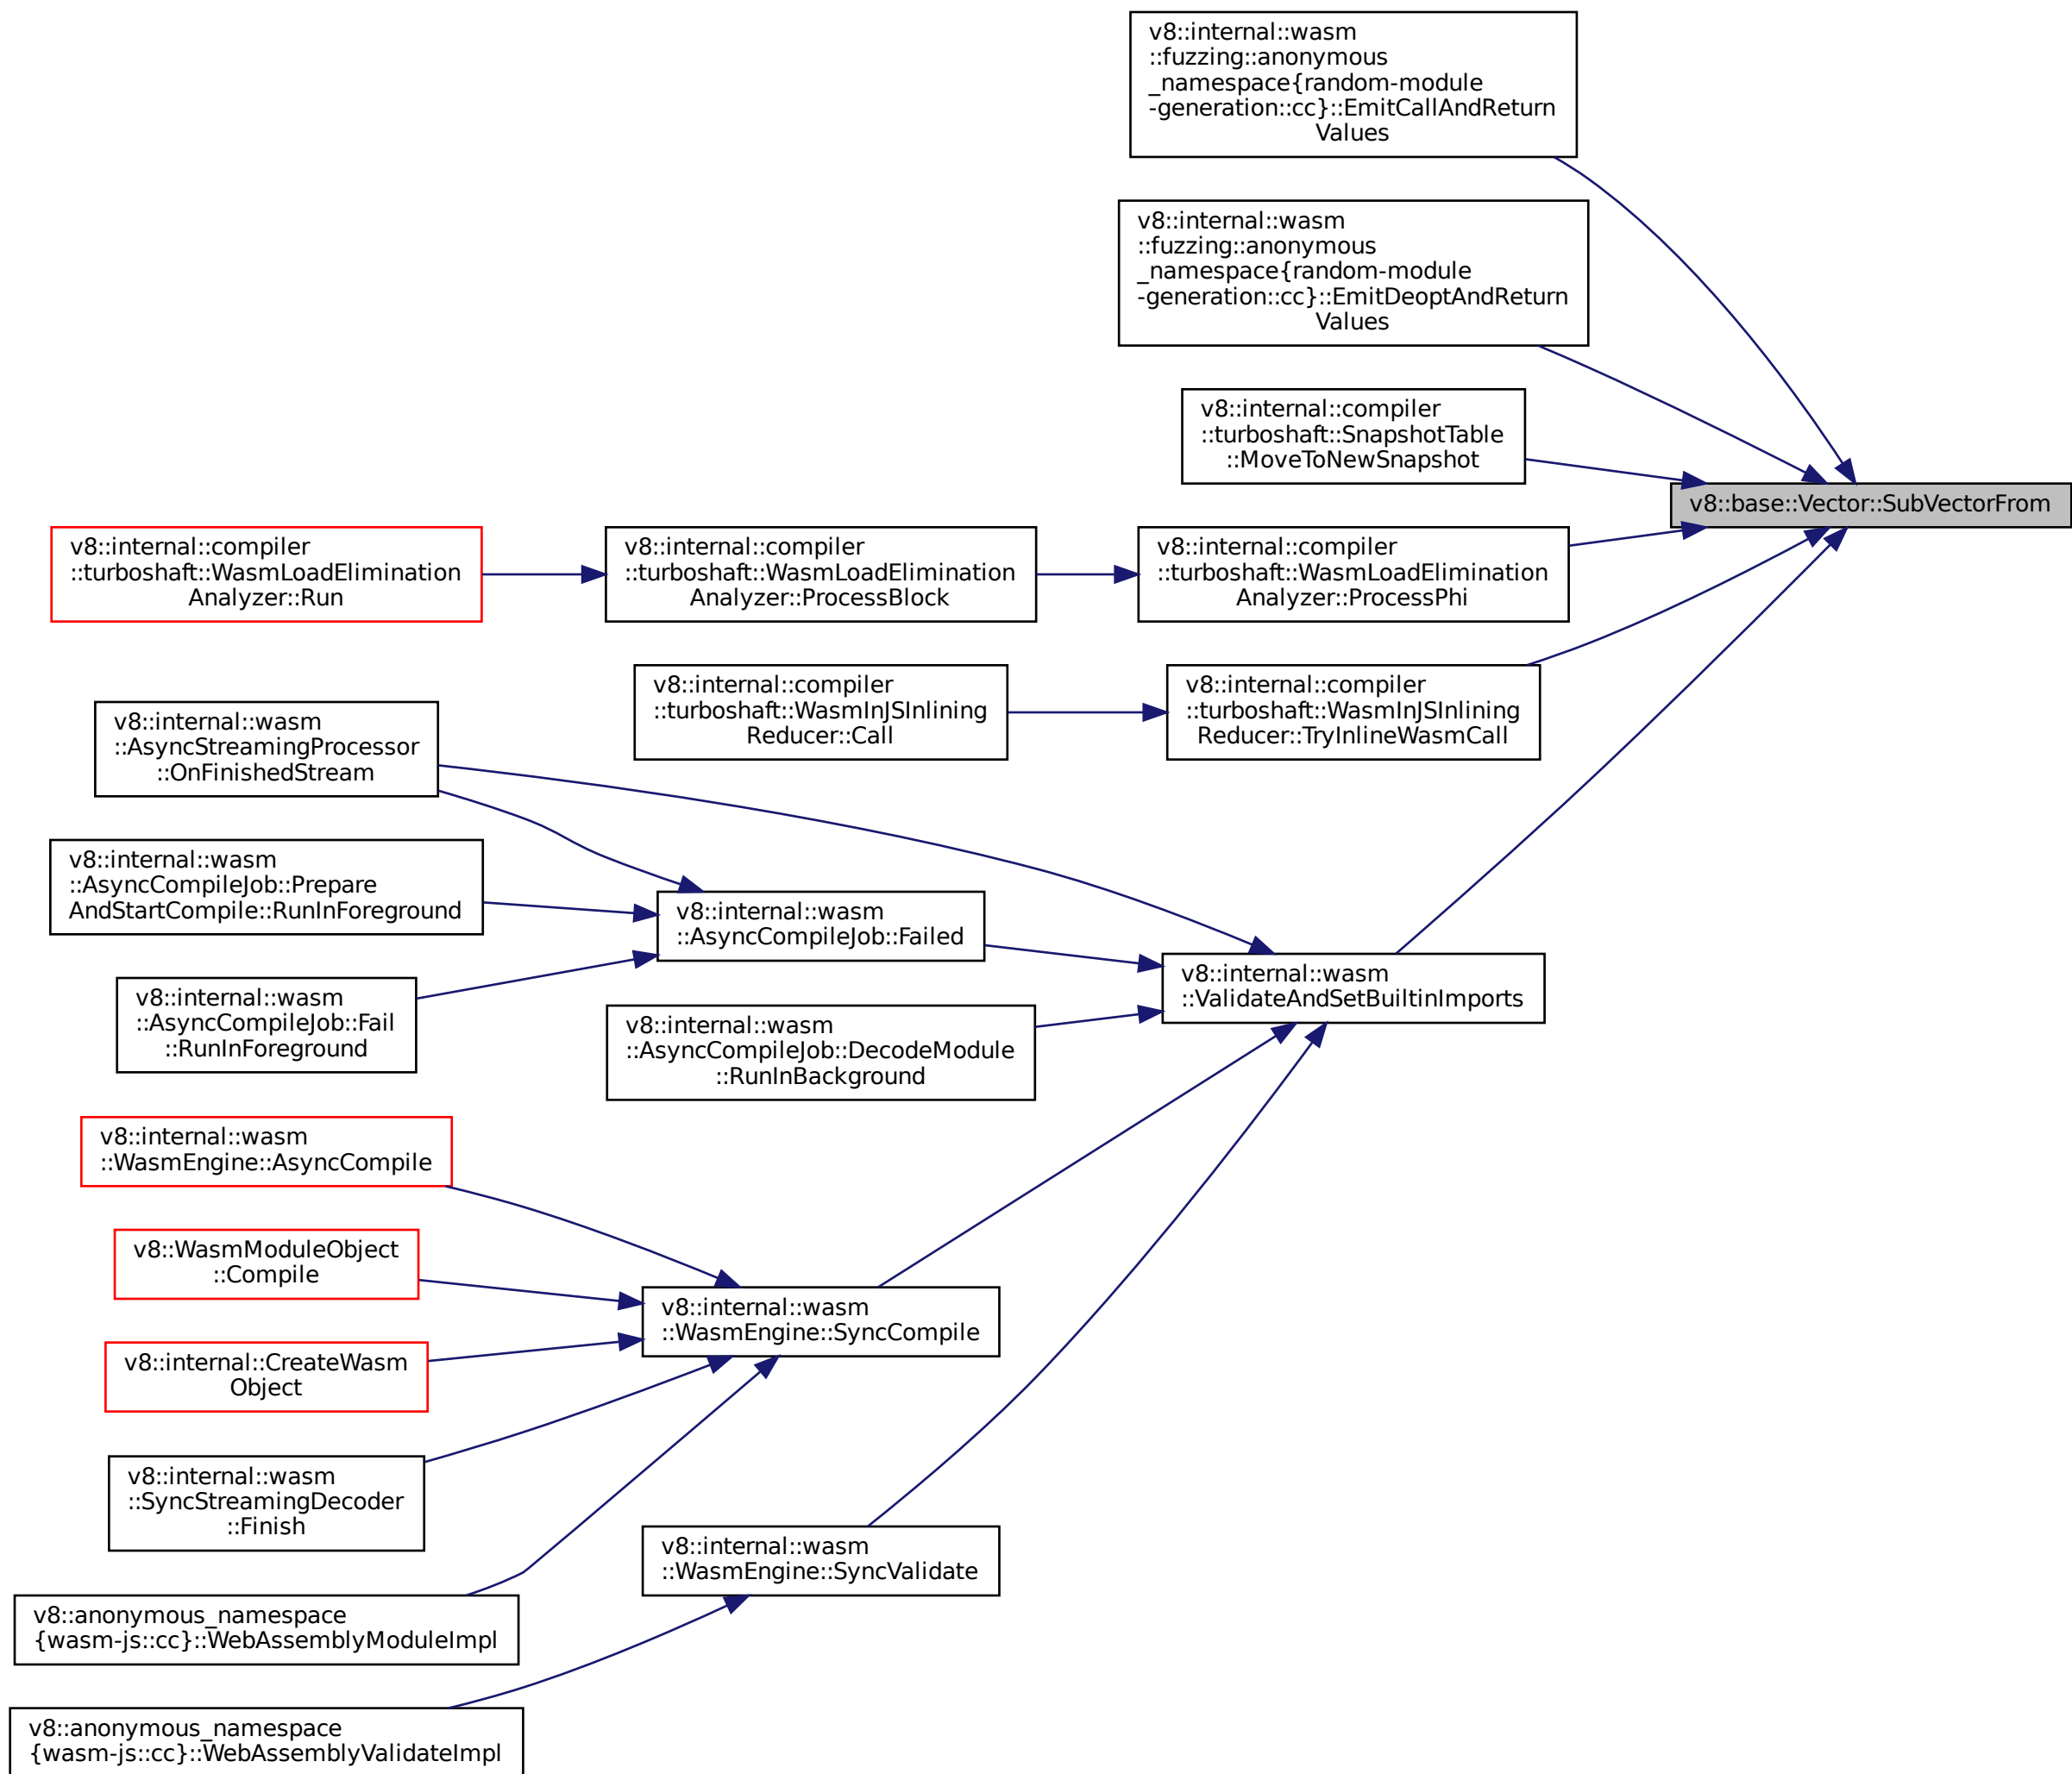 v8::internal::wasm
::fuzzing::anonymous
_namespace{random-module
-generation::cc}::EmitCallAndReturn
Values
v8::internal::wasm
::fuzzing::anonymous
_namespace{random-module
-generation::cc}::EmitDeoptAndReturn
Values
v8::internal::compiler
::turboshaft::SnapshotTable
::MoveToNewSnapshot
v8::base::Vector::SubVectorFrom
v8::internal::compiler
::turboshaft::WasmLoadElimination
Analyzer::Run
v8::internal::compiler
::turboshaft::WasmLoadElimination
Analyzer::ProcessBlock
v8::internal::compiler
::turboshaft::WasmLoadElimination
Analyzer::ProcessPhi
v8::internal::compiler
::turboshaft::WasmInJSInlining
Reducer::Call
v8::internal::compiler
::turboshaft::WasmInJSInlining
Reducer::TryInlineWasmCall
v8::internal::wasm
::AsyncStreamingProcessor
::OnFinishedStream
v8::internal::wasm
::AsyncCompileJob::Prepare
AndStartCompile::RunInForeground
v8::internal::wasm
::AsyncCompileJob::Failed
v8::internal::wasm
::ValidateAndSetBuiltinImports
v8::internal::wasm
::AsyncCompileJob::Fail
::RunInForeground
v8::internal::wasm
::AsyncCompileJob::DecodeModule
::RunInBackground
v8::internal::wasm
::WasmEngine::AsyncCompile
v8::WasmModuleObject
::Compile
v8::internal::wasm
::WasmEngine::SyncCompile
v8::internal::CreateWasm
Object
v8::internal::wasm
::SyncStreamingDecoder
::Finish
v8::internal::wasm
::WasmEngine::SyncValidate
v8::anonymous_namespace
{wasm-js::cc}::WebAssemblyModuleImpl
v8::anonymous_namespace
{wasm-js::cc}::WebAssemblyValidateImpl